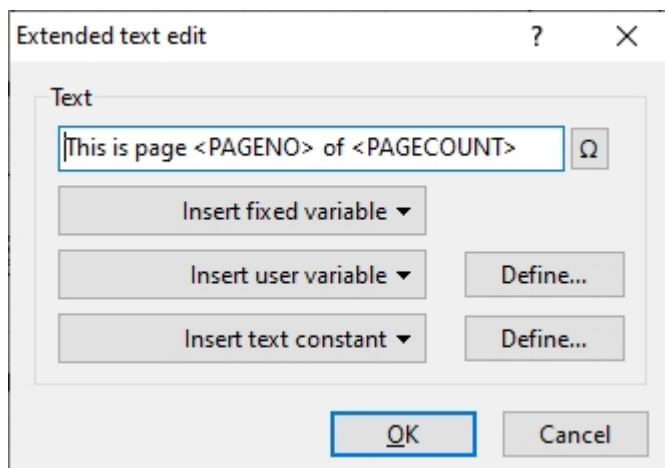 Extended text edit ?
Text
This is page <PAGENO> of <PAGECOUNT> Ω
Insert fixed variable
Insert user variable Define...
Insert text constant Define...
OK Cancel